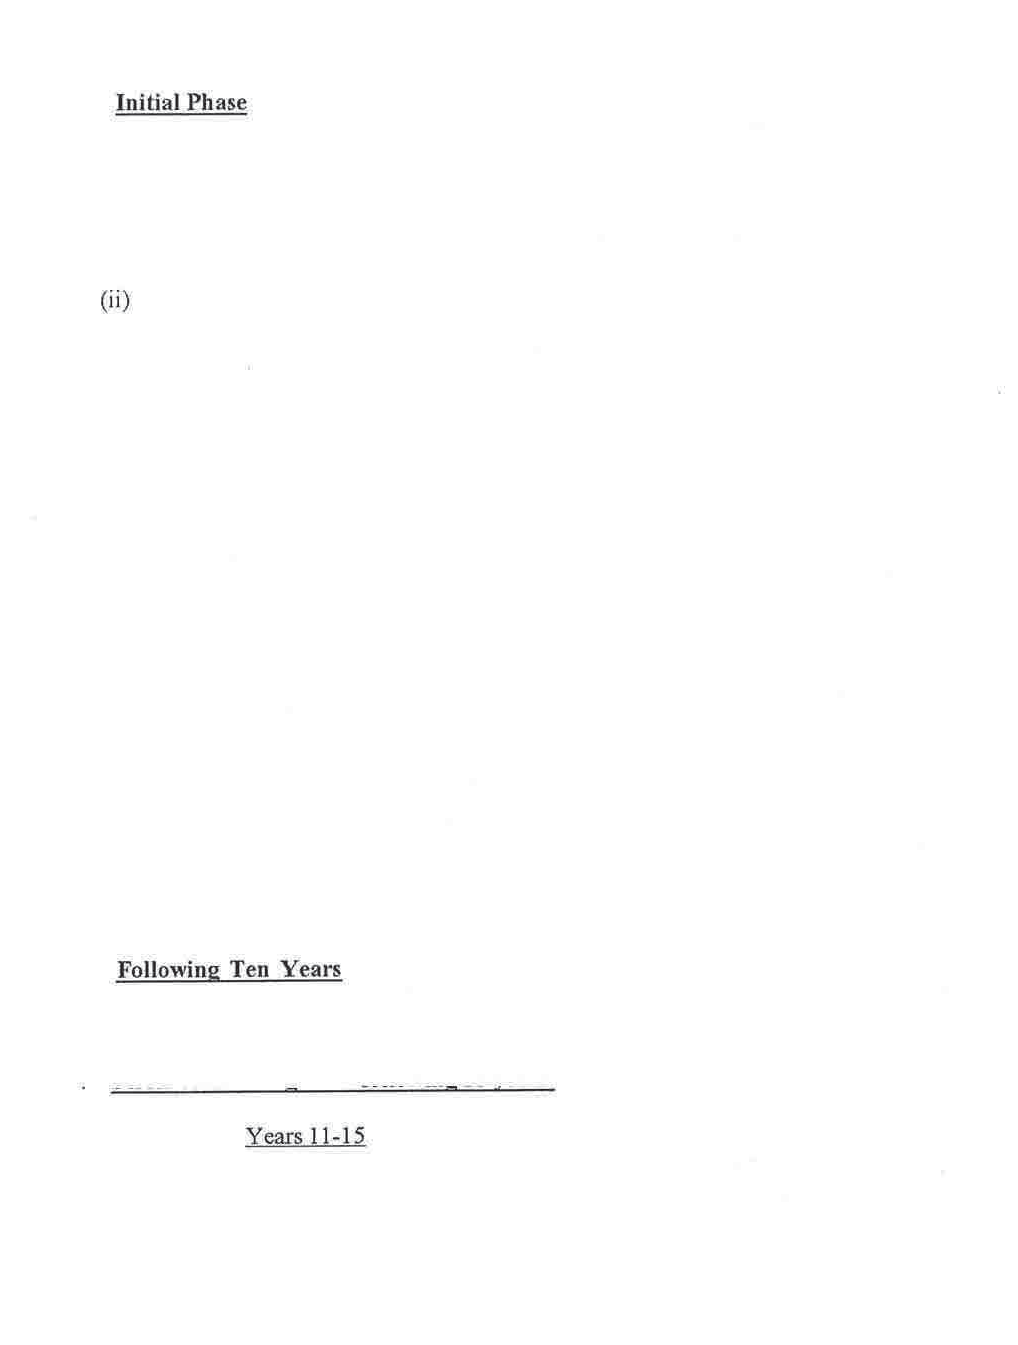 Initial Phase
(ii)
Following Ten Years
Years 11-15